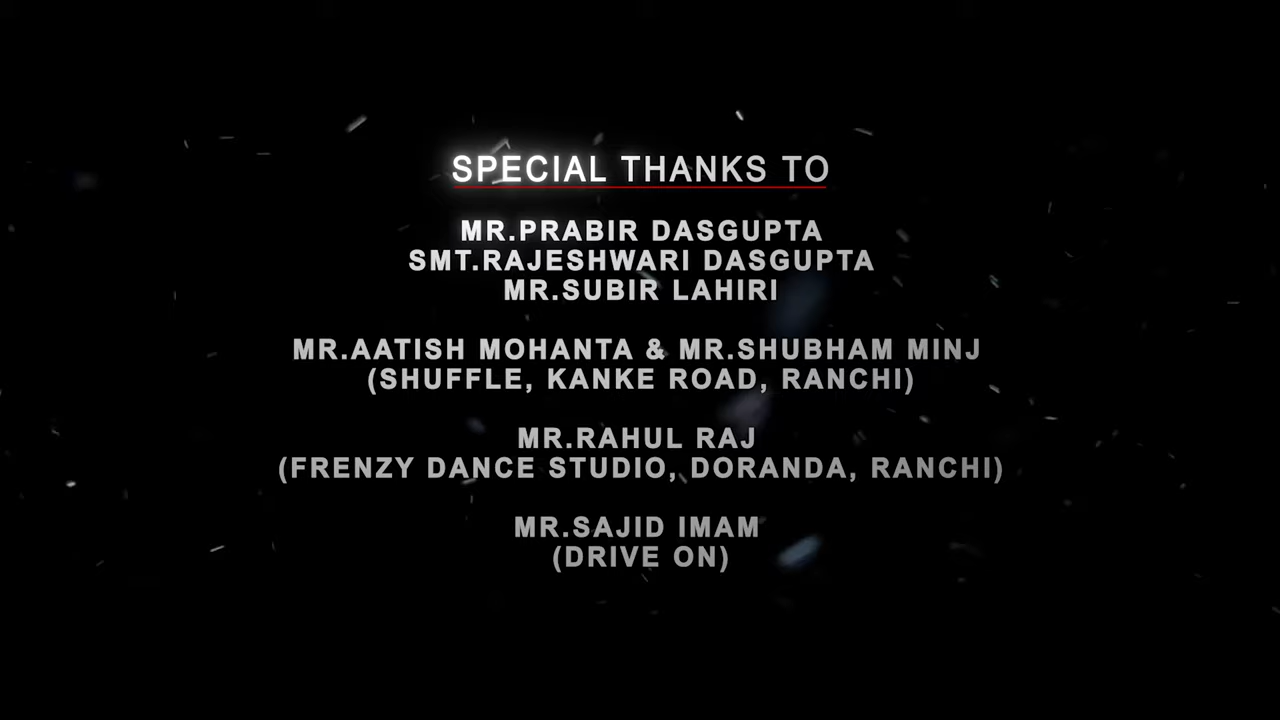 SPECIAL THANKS TO
MR.PRABIR DASGUPTA
SMT.RAJESHWARI DASGUPTA
MR.SUBIR LAHIRI
MR.AATISH MOHANTA & MR.SHUBHAM MINJ
(SHUFFLE, KANKE ROAD, RANCHI)
MR.RAHUL RAJ
(FRENZY DANCE STUDIO, DORANDA, RANCHI)
MR.SAJID IMAM
(DRIVE ON)